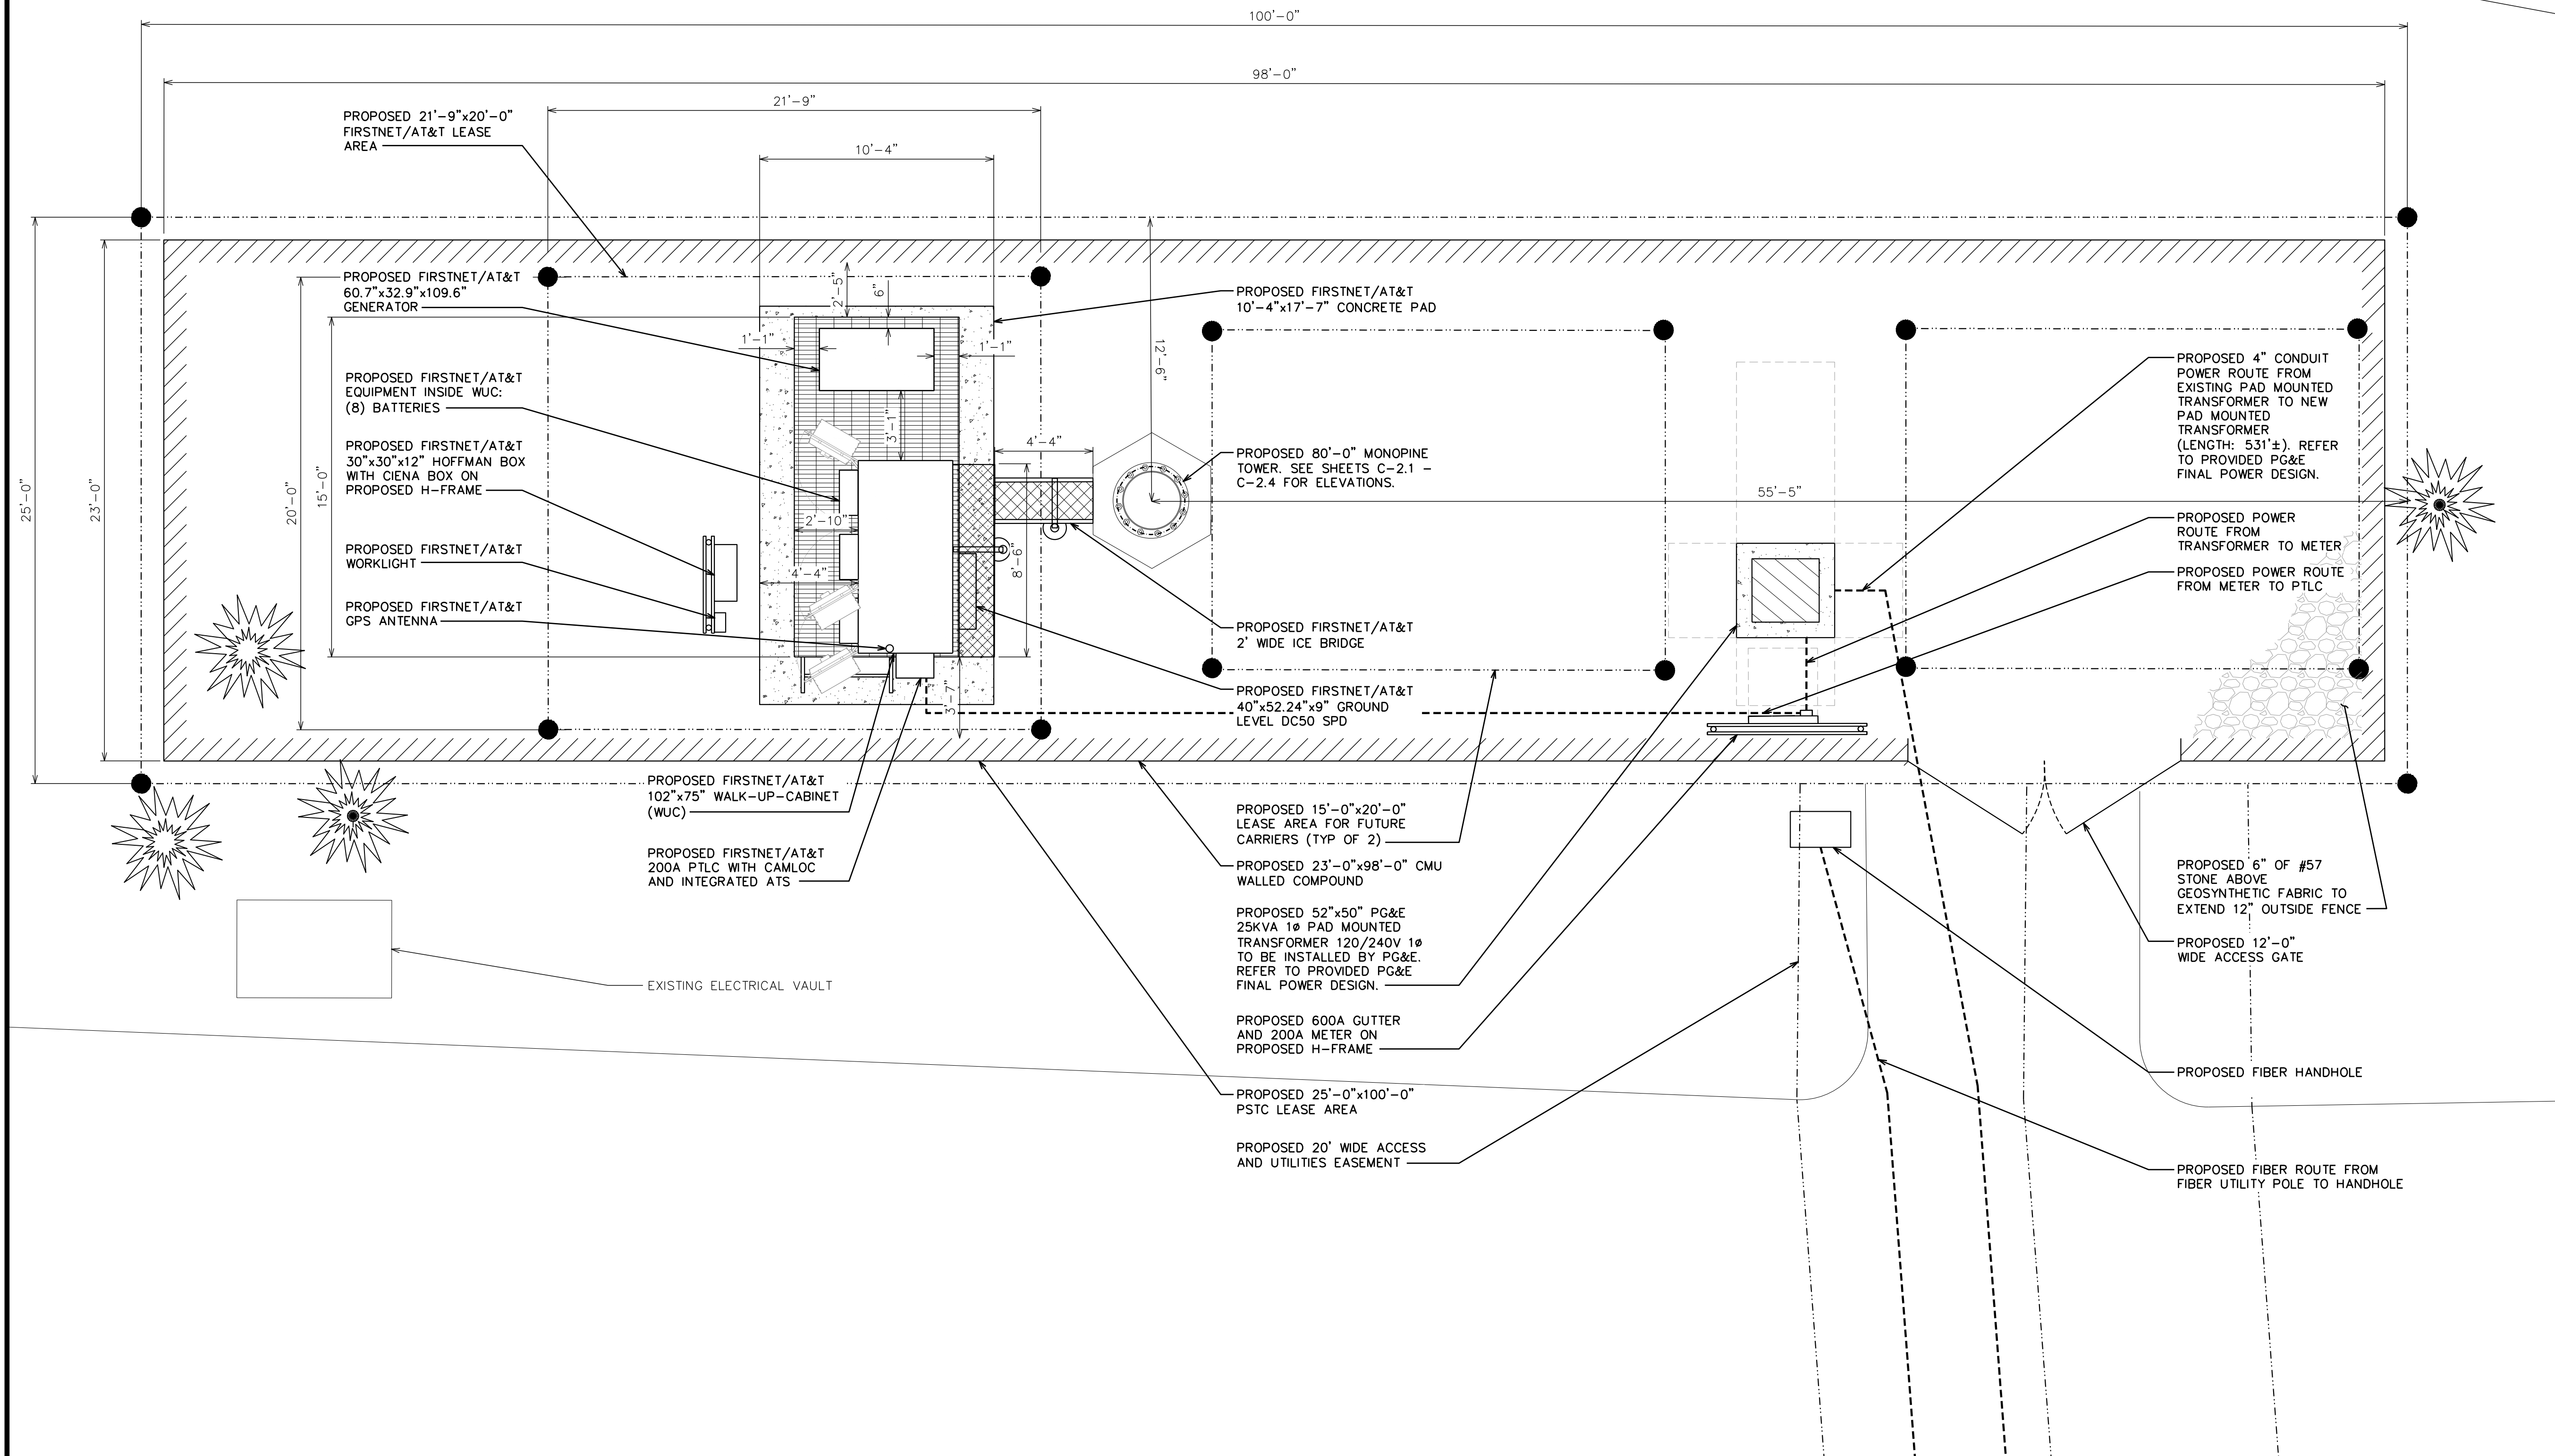 100'-0"
98'-0"
21'-9"
10'-4"
PROPOSED 21'-9"x20'-0"
FIRSTNET/AT&T LEASE
AREA
25'-0"
23'-0"
20'-0"
15'-0"
PROPOSED FIRSTNET/AT&T
60.7"x32.9"x109.6"
GENERATOR
PROPOSED FIRSTNET/AT&T
EQUIPMENT INSIDE WUC:
(8) BATTERIES
PROPOSED FIRSTNET/AT&T
30"x30"x12" HOFFMAN BOX
WITH CIENA BOX ON
PROPOSED H-FRAME
PROPOSED FIRSTNET/AT&T
WORKLIGHT
PROPOSED FIRSTNET/AT&T
GPS ANTENNA
2'-5"
6"
1'-1"
1'-1"
3'-1"
2'-10"
4'-4"
4'-4"
8'-6"
3'-7"
12'-6"
55'-5"
PROPOSED FIRSTNET/AT&T
10'-4"x17'-7" CONCRETE PAD
PROPOSED 80'-0" MONOPINE
TOWER. SEE SHEETS C-2.1 -
C-2.4 FOR ELEVATIONS.
PROPOSED FIRSTNET/AT&T
2' WIDE ICE BRIDGE
PROPOSED FIRSTNET/AT&T
40"x52.24"x9" GROUND
LEVEL DC50 SPD
PROPOSED 4" CONDUIT
POWER ROUTE FROM
EXISTING PAD MOUNTED
TRANSFORMER TO NEW
PAD MOUNTED
TRANSFORMER
(LENGTH: 531'±). REFER
TO PROVIDED PG&E
FINAL POWER DESIGN.
PROPOSED POWER
ROUTE FROM
TRANSFORMER TO METER
PROPOSED POWER ROUTE
FROM METER TO PTLC
PROPOSED FIRSTNET/AT&T
102"x75" WALK-UP-CABINET
(WUC)
PROPOSED FIRSTNET/AT&T
200A PTLC WITH CAMLOC
AND INTEGRATED ATS
EXISTING ELECTRICAL VAULT
PROPOSED 15'-0"x20'-0"
LEASE AREA FOR FUTURE
CARRIERS (TYP OF 2)
PROPOSED 23'-0"x98'-0" CMU
WALLED COMPOUND
PROPOSED 52"x50" PG&E
25KVA 1ø PAD MOUNTED
TRANSFORMER 120/240V 1ø
TO BE INSTALLED BY PG&E.
REFER TO PROVIDED PG&E
FINAL POWER DESIGN.
PROPOSED 600A GUTTER
AND 200A METER ON
PROPOSED H-FRAME
PROPOSED 25'-0"x100'-0"
PSTC LEASE AREA
PROPOSED 20' WIDE ACCESS
AND UTILITIES EASEMENT
PROPOSED 6" OF #57
STONE ABOVE
GEOSYNTHETIC FABRIC TO
EXTEND 12" OUTSIDE FENCE
PROPOSED 12'-0"
WIDE ACCESS GATE
PROPOSED FIBER HANDHOLE
PROPOSED FIBER ROUTE FROM
FIBER UTILITY POLE TO HANDHOLE